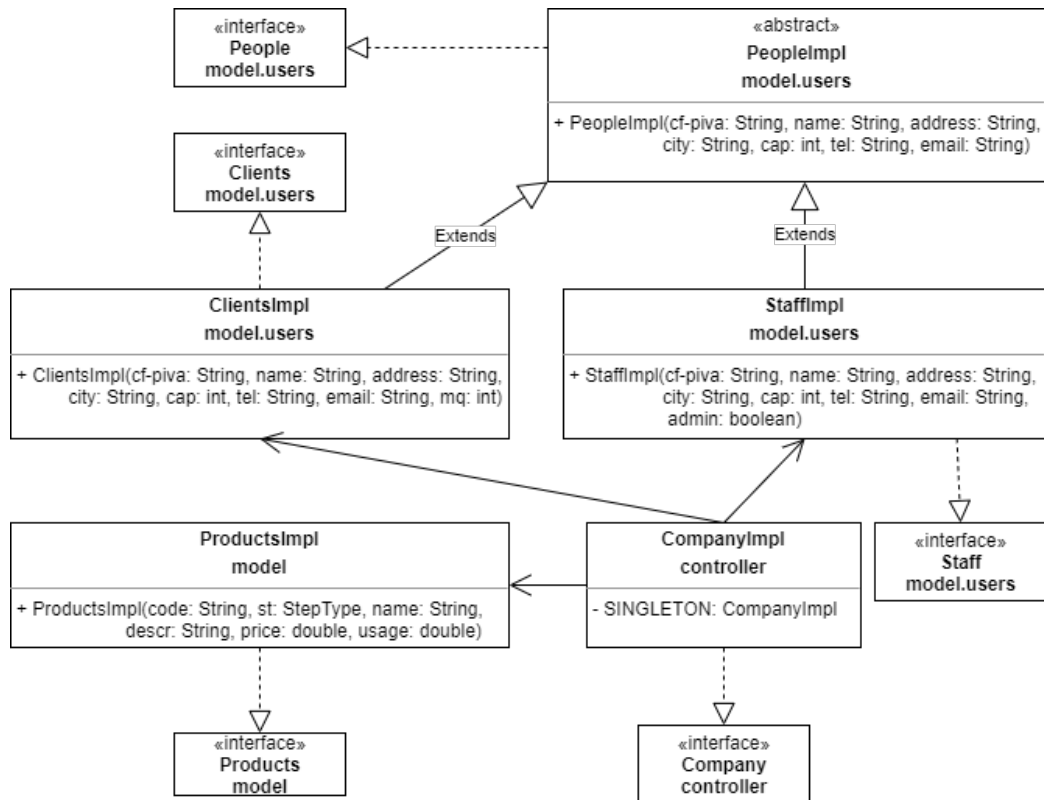 «interface»
People
model.users
«abstract»
PeopleImpl
model.users
+ PeopleImpl(cf-piva: String, name: String, address: String,
city: String, cap: int, tel: String, email: String)
«interface»
Clients
model.users
Extends
Extends
ClientsImpl
model.users
+ ClientsImpl(cf-piva: String, name: String, address: String,
city: String, cap: int, tel: String, email: String, mq: int)
StaffImpl
model.users
+ StaffImpl(cf-piva: String, name: String, address: String,
city: String, cap: int, tel: String, email: String,
admin: boolean)
ProductsImpl
model
+ ProductsImpl(code: String, st: StepType, name: String,
descr: String, price: double, usage: double)
CompanyImpl
controller
- SINGLETON: CompanyImpl
«interface»
Staff
model.users
«interface»
Products
model
«interface»
Company
controller